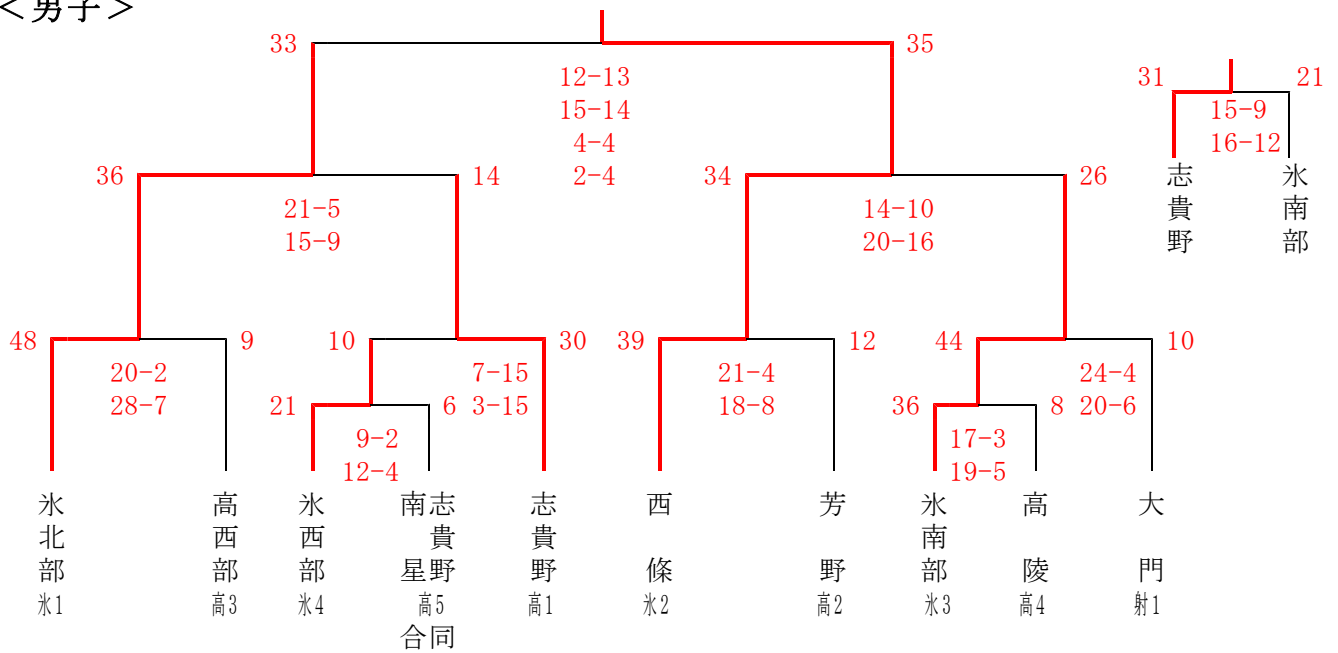 <男子>
33 35
12-13
15-14
4-4
2-4
31 21
15-9
16-12
志貴野
氷南部
36 14
21-5
15-9
34 26
14-10
20-16
48 9
20-2
28-7
10 30
7-15
3-15
21 6
9-2
12-4
39 12
21-4
18-8
44 10
24-4
20-6
36 8
17-3
19-5
氷北部
氷1
高西部
高3
氷西部
氷4
南星
志貴野
高5
合同
志貴野
高1
西條
氷2
芳野
高2
氷南部
氷3
高陵
高4
大門
射1